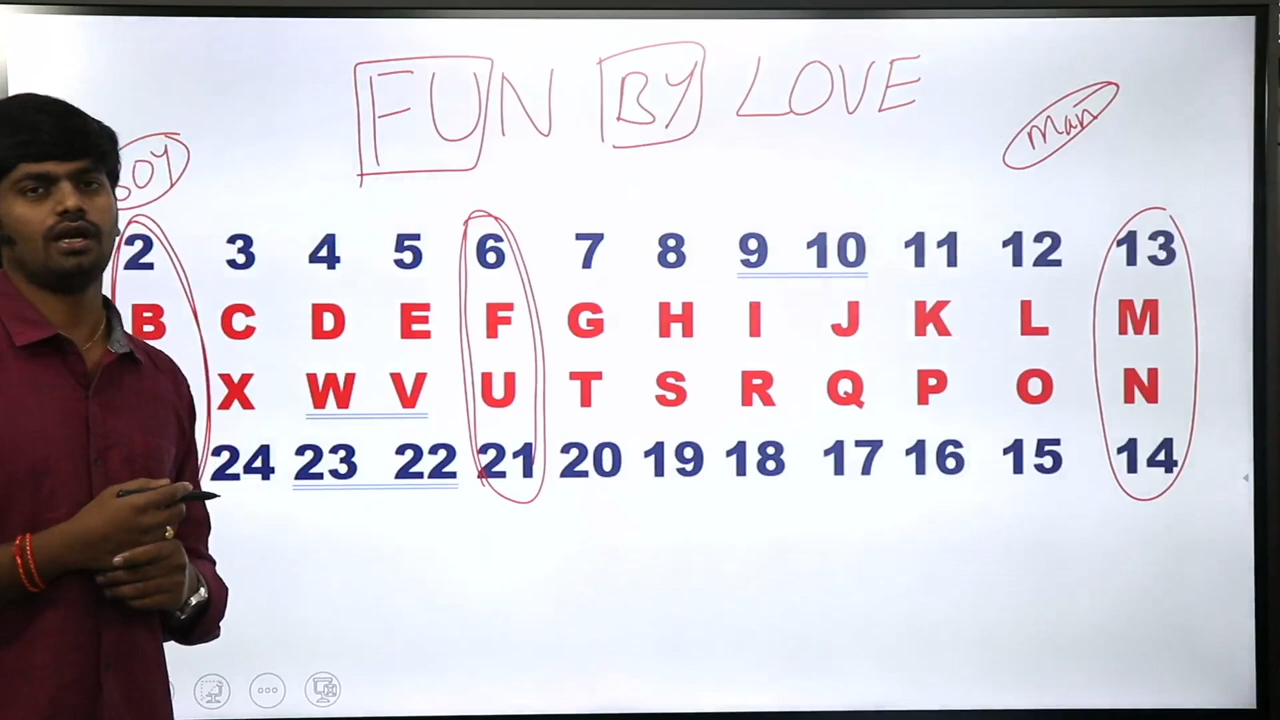 FUN BY LOVE
BOY
Man
2 3 4 5 6 7 8 9 10 11 12 13
B C D E F G H I J K L M
X W V U T S R Q P O N
24 23 22 21 20 19 18 17 16 15 14